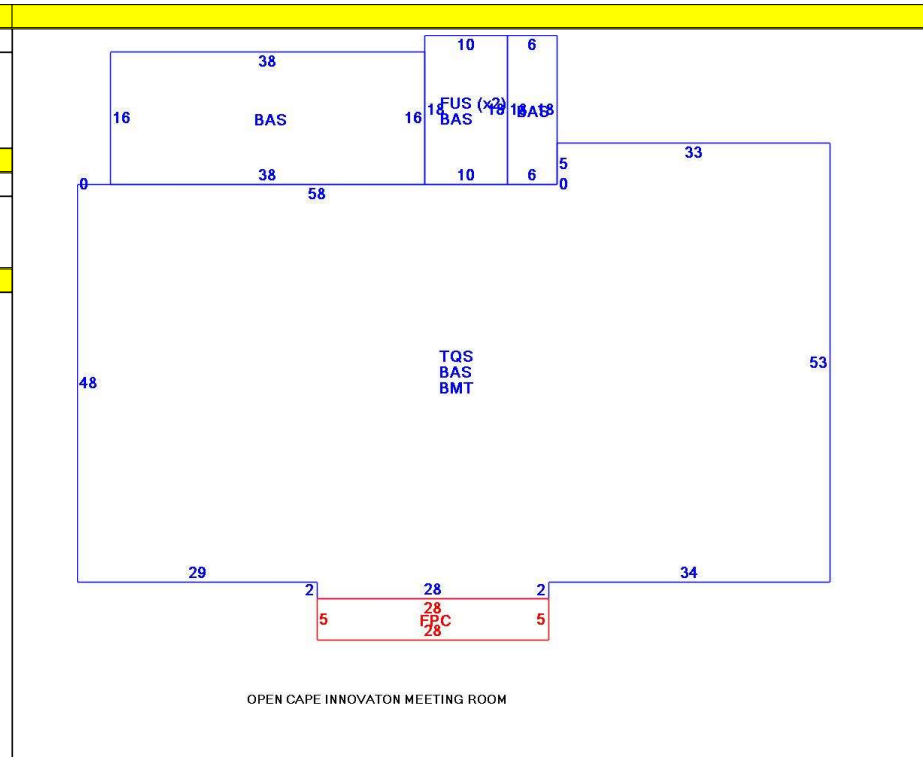 10 6
38
FUS (x2)
16 BAS 16 18 BAS 18 18 BAS 18
33
5
38 10 6
0 58 0
TQS
BAS
BMT
48 53
29 2 28 2 34
28
5 FPC 5
28
OPEN CAPE INNOVATON MEETING ROOM